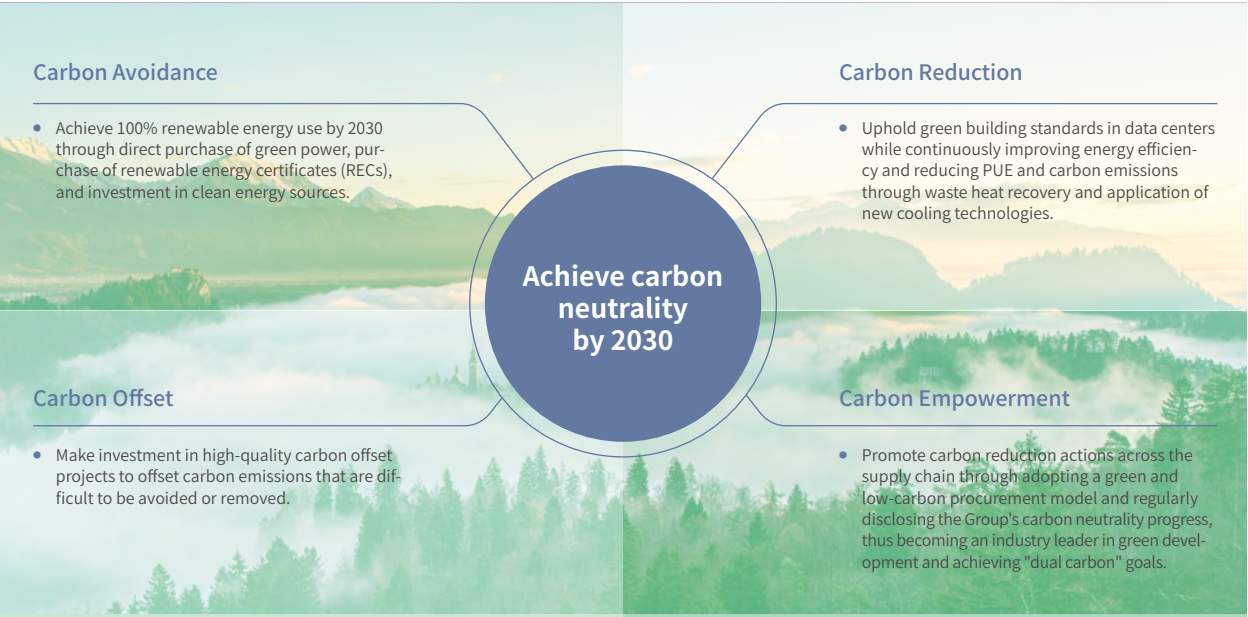 Carbon Avoidance
Achieve 100% renewable energy use by 2030
through direct purchase of green power, pur-
chase of renewable energy certificates (RECs),
and investment in clean energy sources.
Carbon Reduction
Uphold green building standards in data centers
while continuously improving energy efficien-
cy and reducing PUE and carbon emissions
through waste heat recovery and application of
new cooling technologies.
Achieve carbon
neutrality
by 2030
Carbon Offset
Make investment in high-quality carbon offset
projects to offset carbon emissions that are dif-
ficult to be avoided or removed.
Carbon Empowerment
Promote carbon reduction actions across the
supply chain through adopting a green and
low-carbon procurement model and regularly
disclosing the Group's carbon neutrality progress,
thus becoming an industry leader in green devel-
opment and achieving "dual carbon" goals.